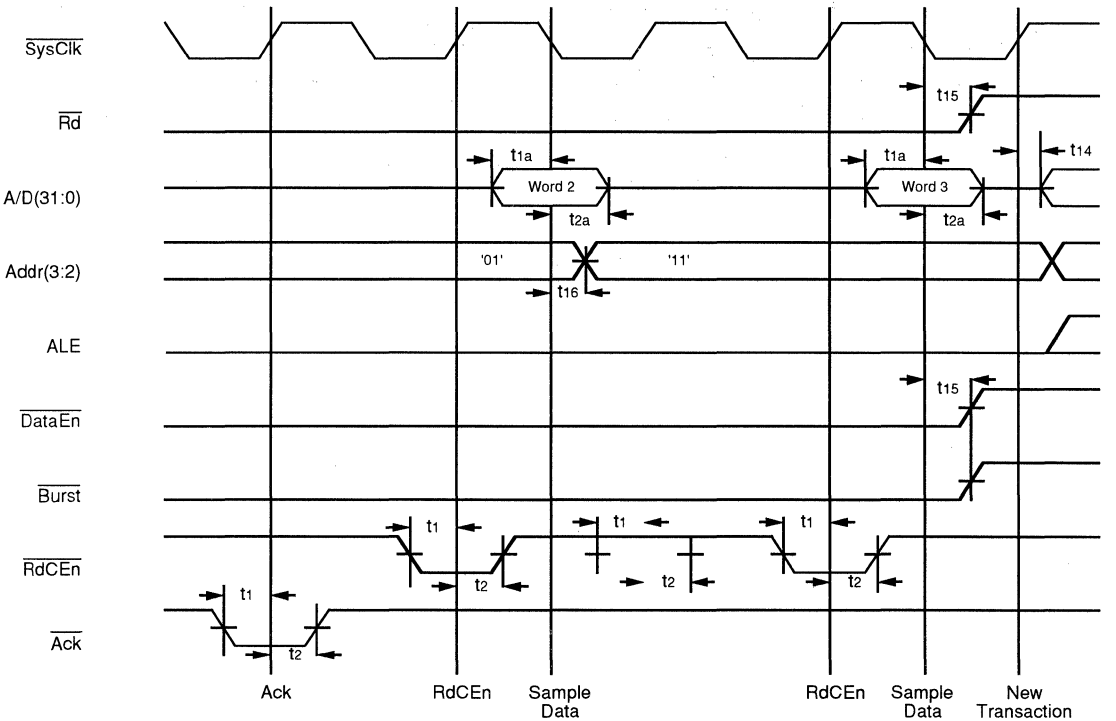 SysClk
Rd
t15
A/D(31:0)
t1a
Word 2
t2a
t1a
Word 3
t2a
t14
Addr(3:2)
'01'
'11'
t16
ALE
DataEn
t15
Burst
RdCEn
t1
t2
t1
t2
t1
t2
Ack
t1
t2
Ack
RdCEn
Sample
Data
RdCEn
Sample
Data
New
Transaction